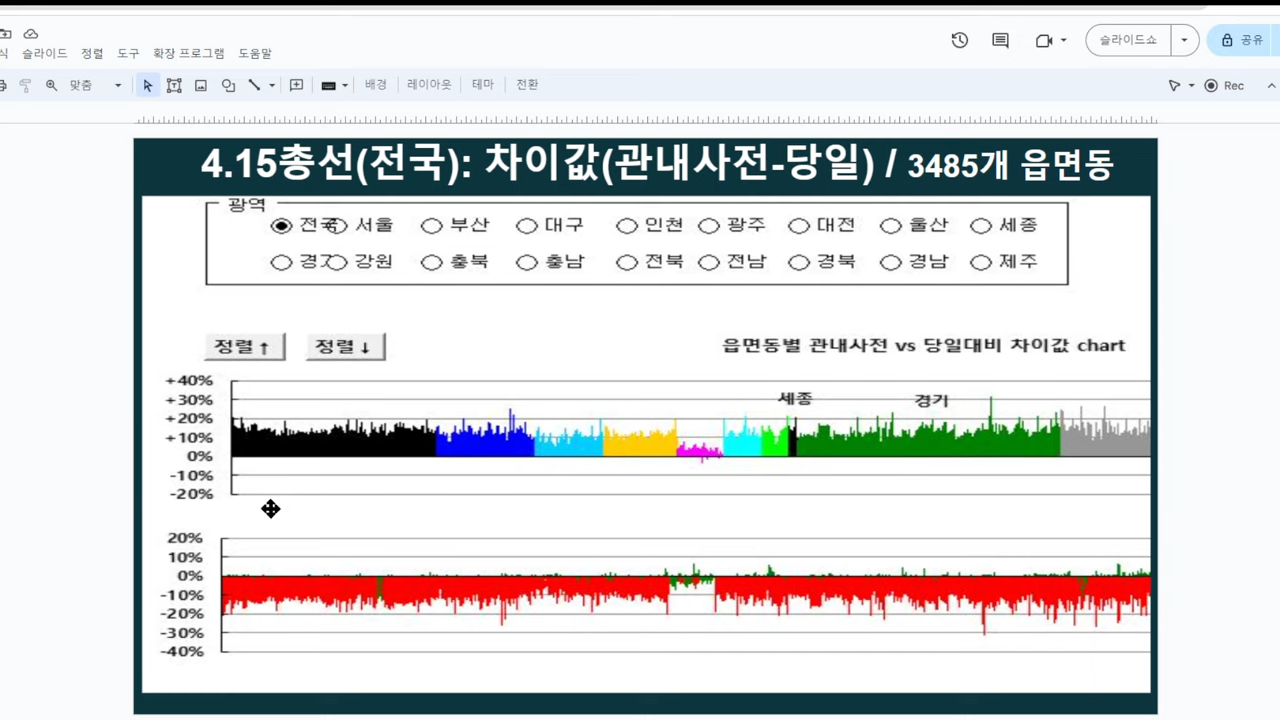 식 슬라이드 정렬 도구 확장 프로그램 도움말
슬라이드쇼 공유
맞춤 배경 레이아웃 테마 전환 Rec
4.15총선(전국): 차이값(관내사전-당일) / 3485개 읍면동
광역
전국 서울 부산 대구 인천 광주 대전 울산 세종
강원 충북 충남 전북 전남 경북 경남 제주
정렬↑ 정렬↓ 읍면동별 관내사전 vs 당일대비 차이값 chart
+40%
+30% 세종 경기
+20%
+10%
0%
-10%
-20%
20%
10%
0%
-10%
-20%
-30%
-40%